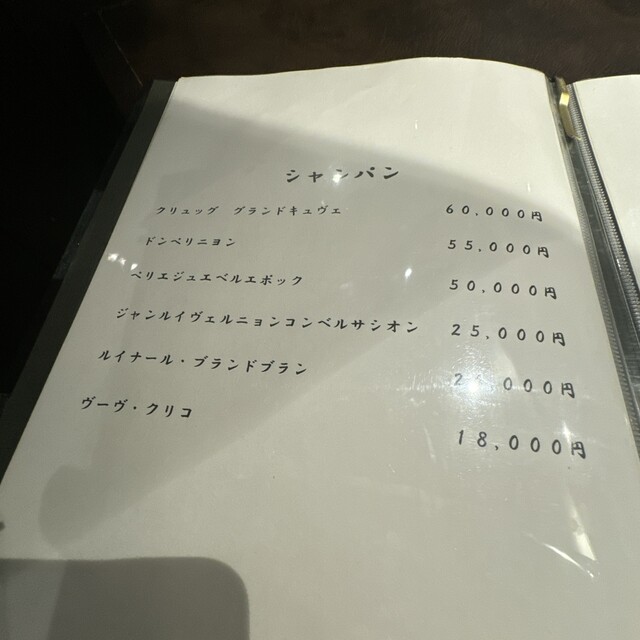 シャンパン
クリュッグ グランドキュヴェ 60,000円
ドンペリニヨン 55,000円
ペリエジュエベルエポック 50,000円
ジャンルイヴェルニョンコンベルサシオン 25,000円
ルイナール・ブランドブラン
ヴーヴ・クリコ 18,000円